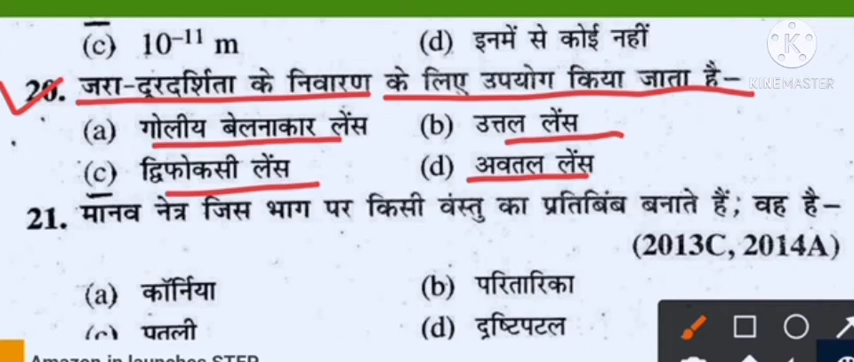 (c) 10⁻¹¹ m (d) इनमें से कोई नहीं
KINEMASTER
20. जरा-दूरदर्शिता के निवारण के लिए उपयोग किया जाता है–
(a) गोलीय बेलनाकार लेंस (b) उत्तल लेंस
(c) द्विफोकसी लेंस (d) अवतल लेंस
21. मानव नेत्र जिस भाग पर किसी वंस्तु का प्रतिबिंब बनाते हैं; वह है–
(2013C, 2014A)
(a) कॉर्निया (b) परितारिका
(c) पुतली (d) दृष्टिपटल